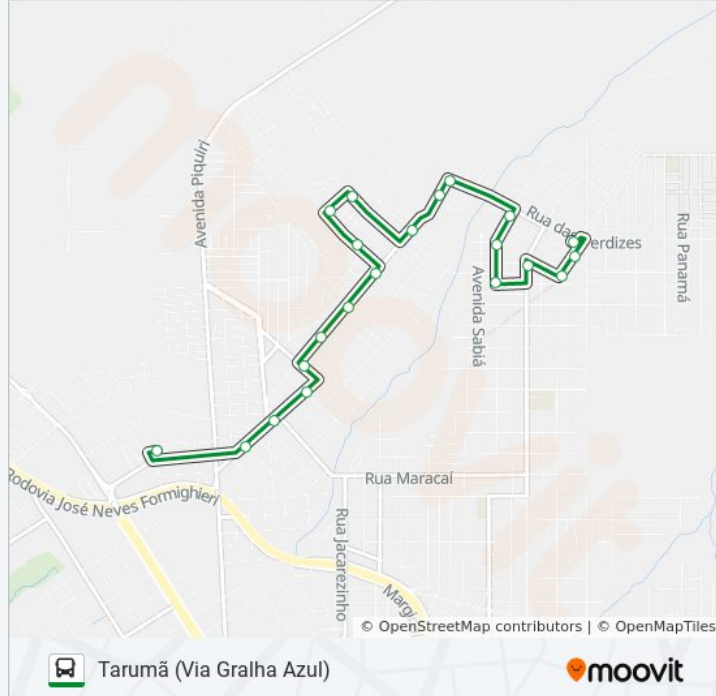 Avenida Piquiri
Rua das Perdizes
Rua Panamá
Avenida Sabiá
Rua Maracaí
Rodovia José Neves Formighieri
Rua Jacarezinho
Margi
© OpenStreetMap contributors | © OpenMapTiles
Tarumã (Via Gralha Azul)
moovit